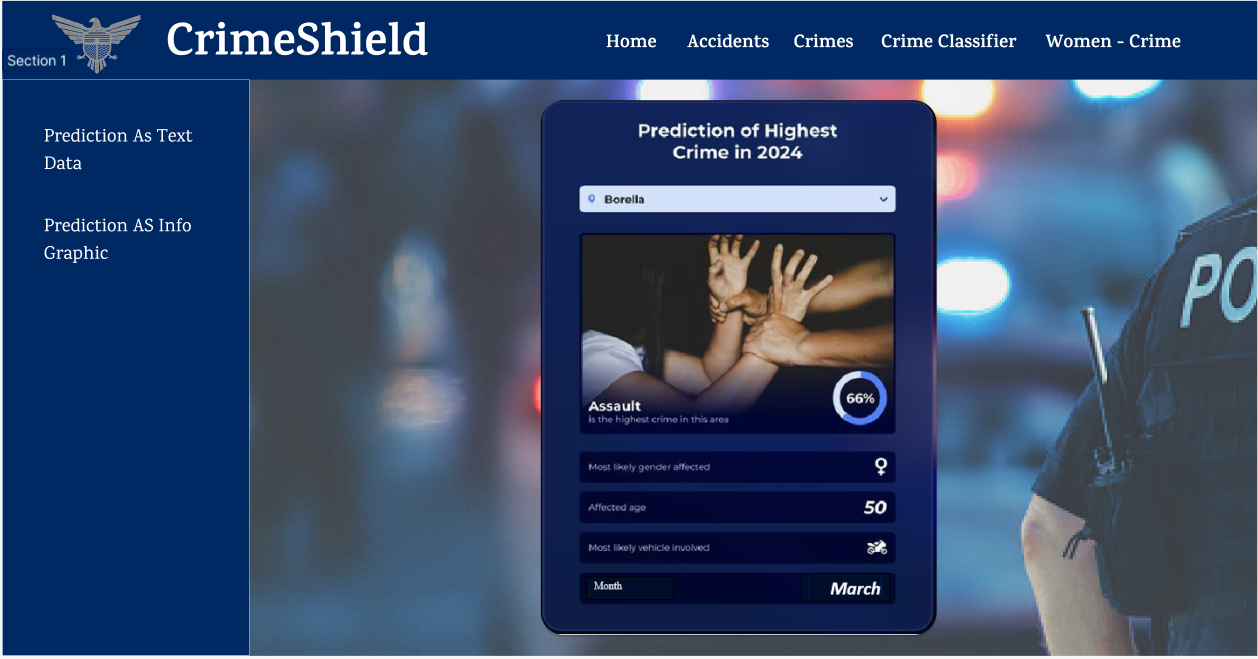 CrimeShield
Home Accidents Crimes Crime Classifier Women - Crime
Section 1
Prediction As Text
Data
Prediction AS Info
Graphic
Prediction of Highest
Crime in 2024
Borella
66%
Assault
is the highest crime in this area
Most likely gender affected
Affected age 50
Most likely vehicle involved
Month March
PO